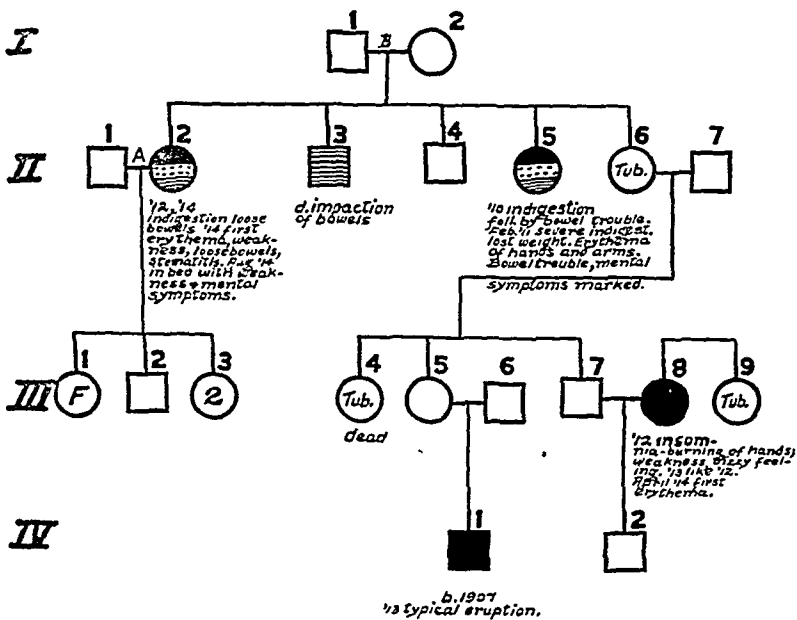 I
1
B
2
II
1
A
2
3
4
5
6
Tub.
7
'12, '14
indigestion loose
bowels '14 first
erythema, weak-
ness, loose bowels,
stomatitis. Aug '14
in bed with weak-
ness + mental
symptoms.
d. impaction
of bowels
'10 indigestion
foll. by bowel trouble.
Feb. '11 severe indigest.
lost weight. Erythema
of hands and arms.
Bowel trouble, mental
symptoms marked.
III
1
F
2
3
2
4
Tub.
dead
5
6
7
8
9
Tub.
'12 insom-
nia-burning of hands,
weakness, dizzy feel-
ing. '13 like '12.
April '14 first
erythema.
IV
1
2
b. 1907
'13 typical eruption.